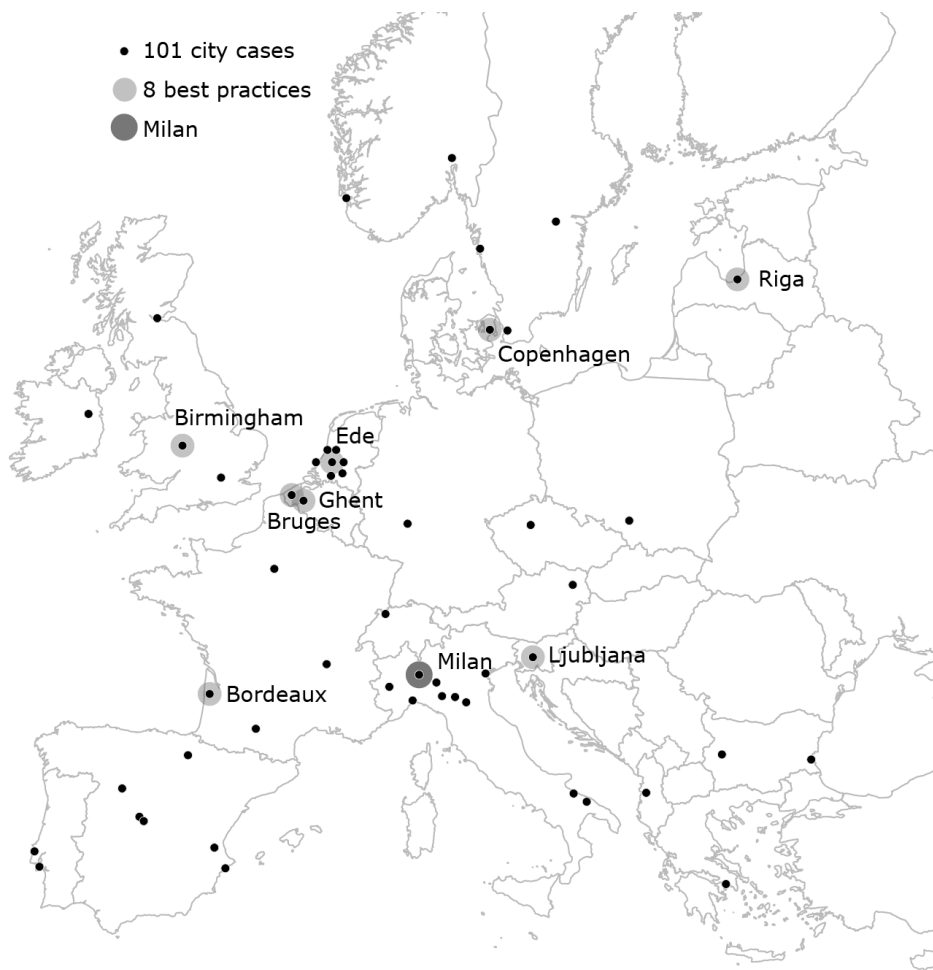 101 city cases
8 best practices
Milan
Riga
Copenhagen
Birmingham
Ede
Ghent
Bruges
Milan
Ljubljana
Bordeaux